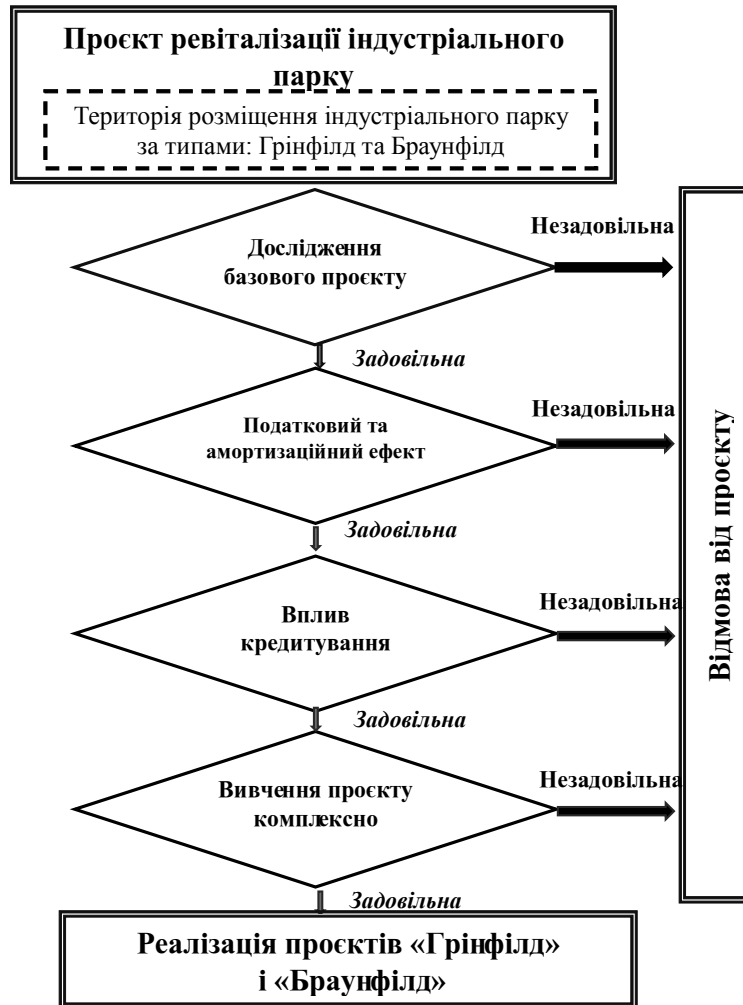 Проєкт ревіталізації індустріального
парку
Територія розміщення індустріального парку
за типами: Грінфілд та Браунфілд
Дослідження
базового проєкту
Незадовільна
Задовільна
Податковий та
амортизаційний ефект
Незадовільна
Задовільна
Вплив
кредитування
Незадовільна
Задовільна
Вивчення проєкту
комплексно
Незадовільна
Задовільна
Відмова від проєкту
Реалізація проєктів «Грінфілд»
і «Браунфілд»